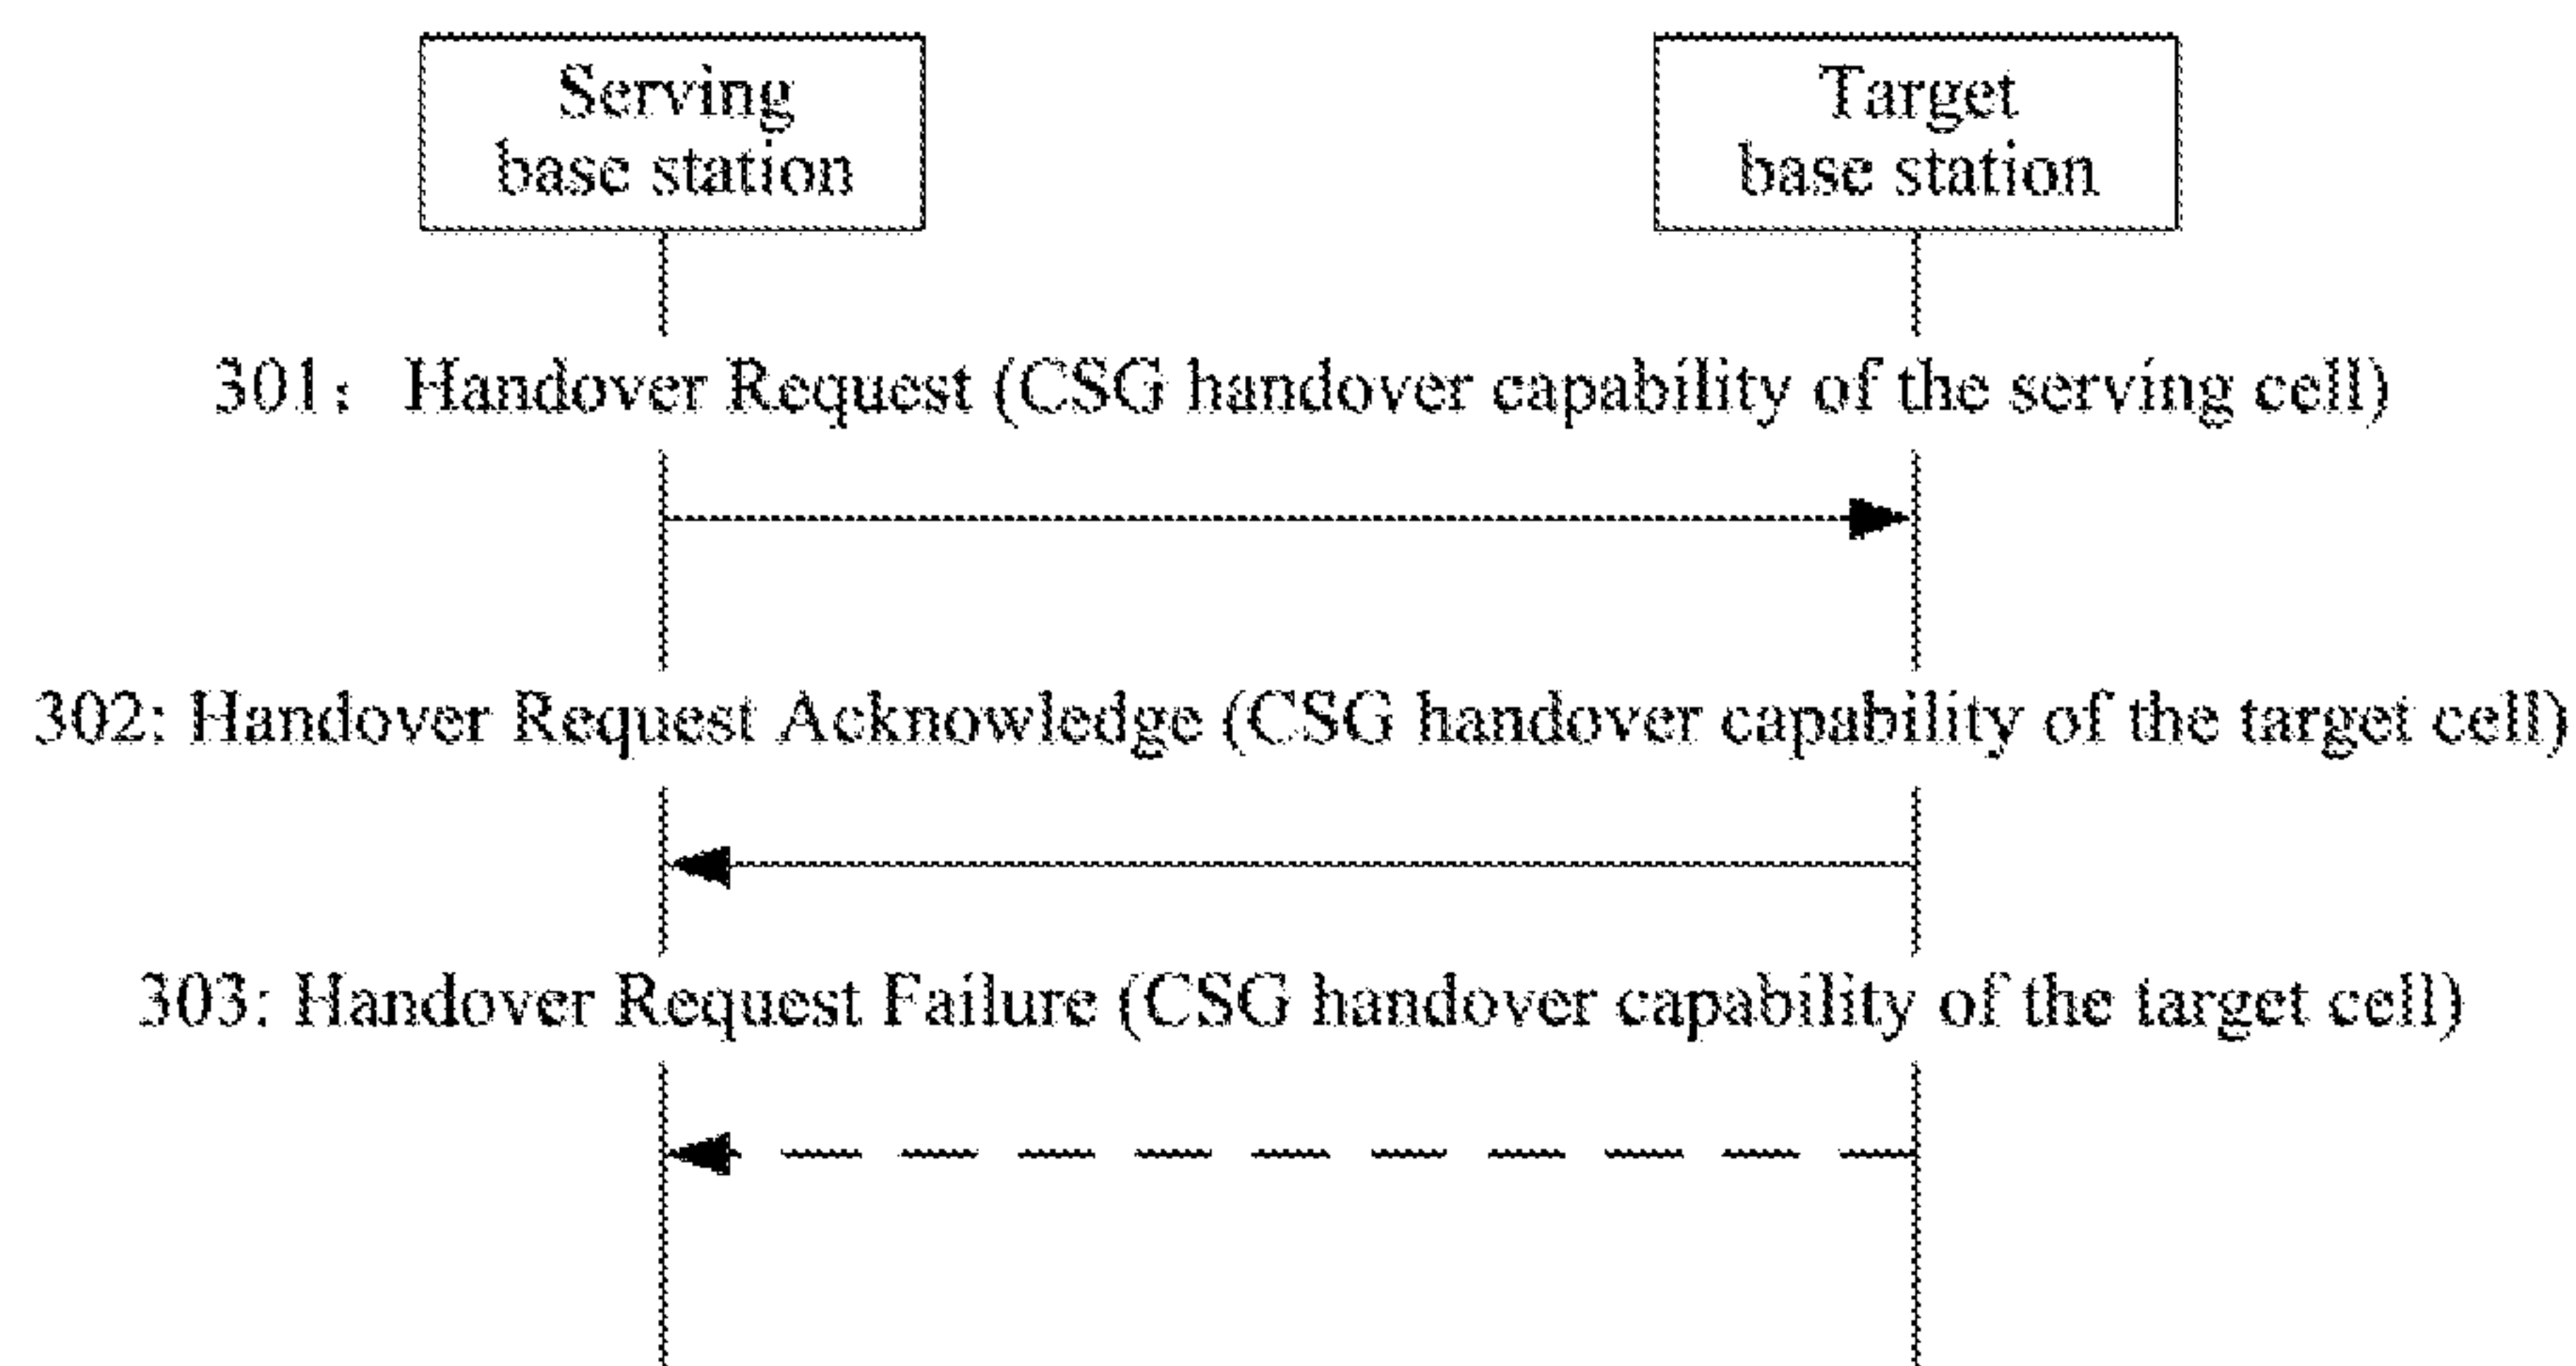 Serving
base station
Target
base station
301: Handover Request (CSG handover capability of the serving cell)
302: Handover Request Acknowledge (CSG handover capability of the target cell)
303: Handover Request Failure (CSG handover capability of the target cell)